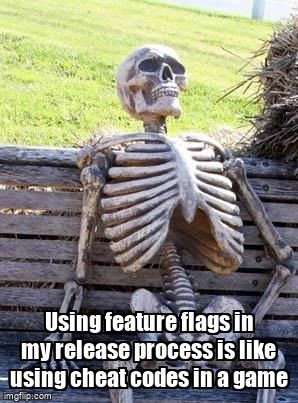 Using feature flags in
my release process is like
using cheat codes in a game
imgflip.com